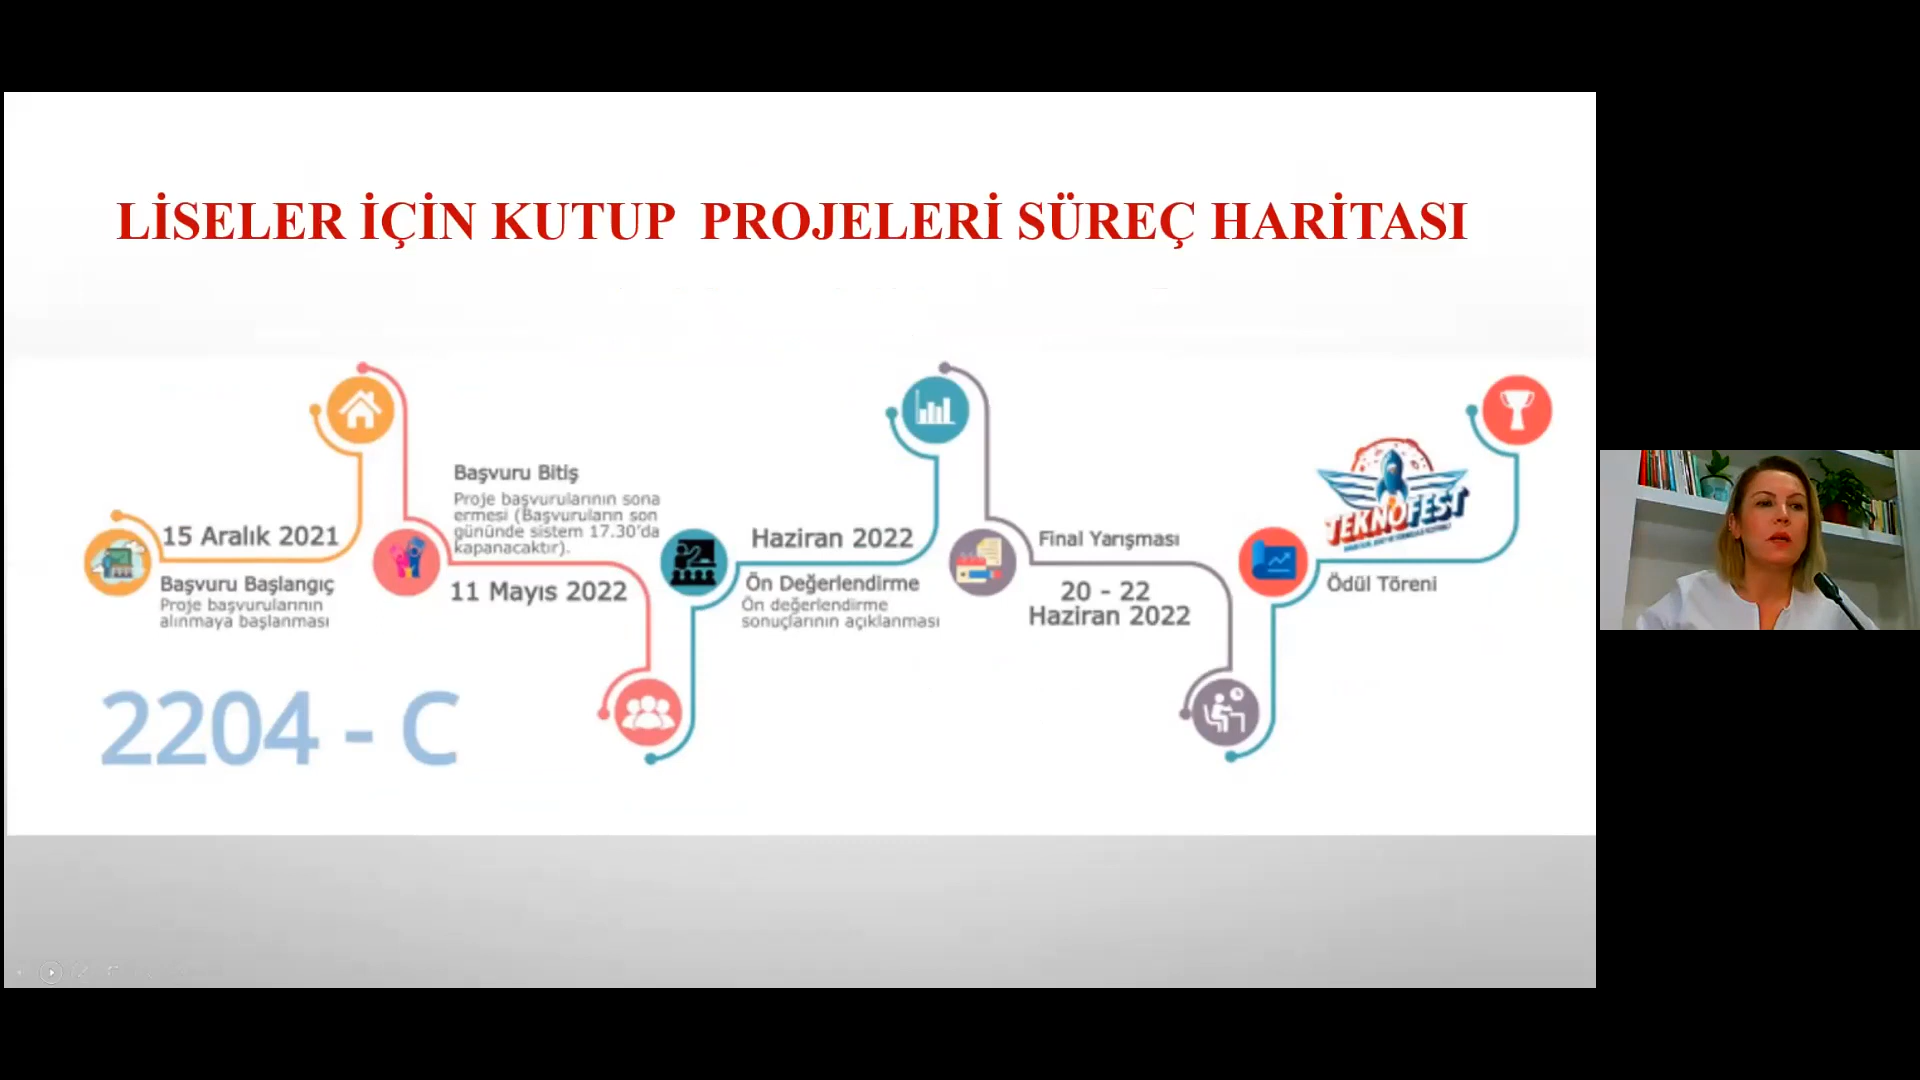 LİSELER İÇİN KUTUP PROJELERİ SÜREÇ HARİTASI
15 Aralık 2021
Başvuru Başlangıç
Proje başvurularının
alınmaya başlanması
Başvuru Bitiş
Proje başvurularının sona
ermesi (Başvuruların son
gününde sistem 17.30'da
kapanacaktır).
11 Mayıs 2022
Haziran 2022
Ön Değerlendirme
Ön değerlendirme
sonuçlarının açıklanması
Final Yarışması
20 - 22
Haziran 2022
TEKNOFEST
Ödül Töreni
2204 - C